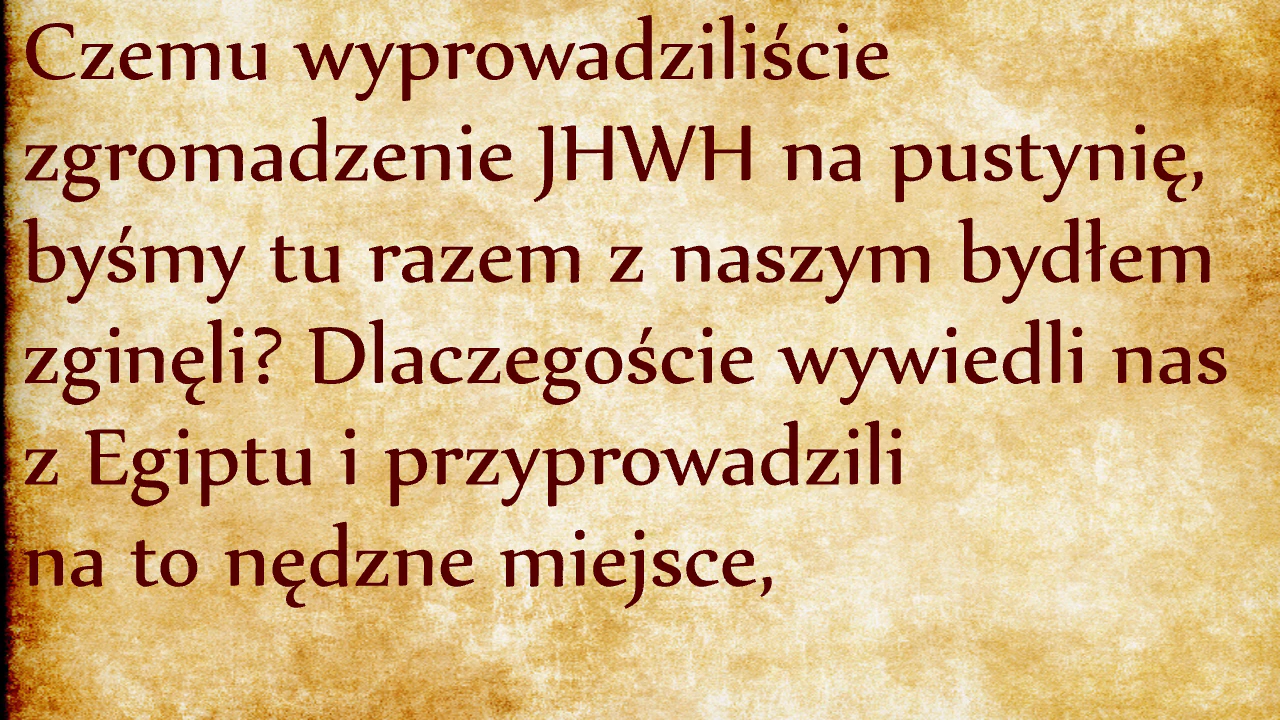 Czemu wyprowadziliście
zgromadzenie JHWH na pustynię,
byśmy tu razem z naszym bydłem
zginęli? Dlaczegoście wywiedli nas
z Egiptu i przyprowadzili
na to nędzne miejsce,